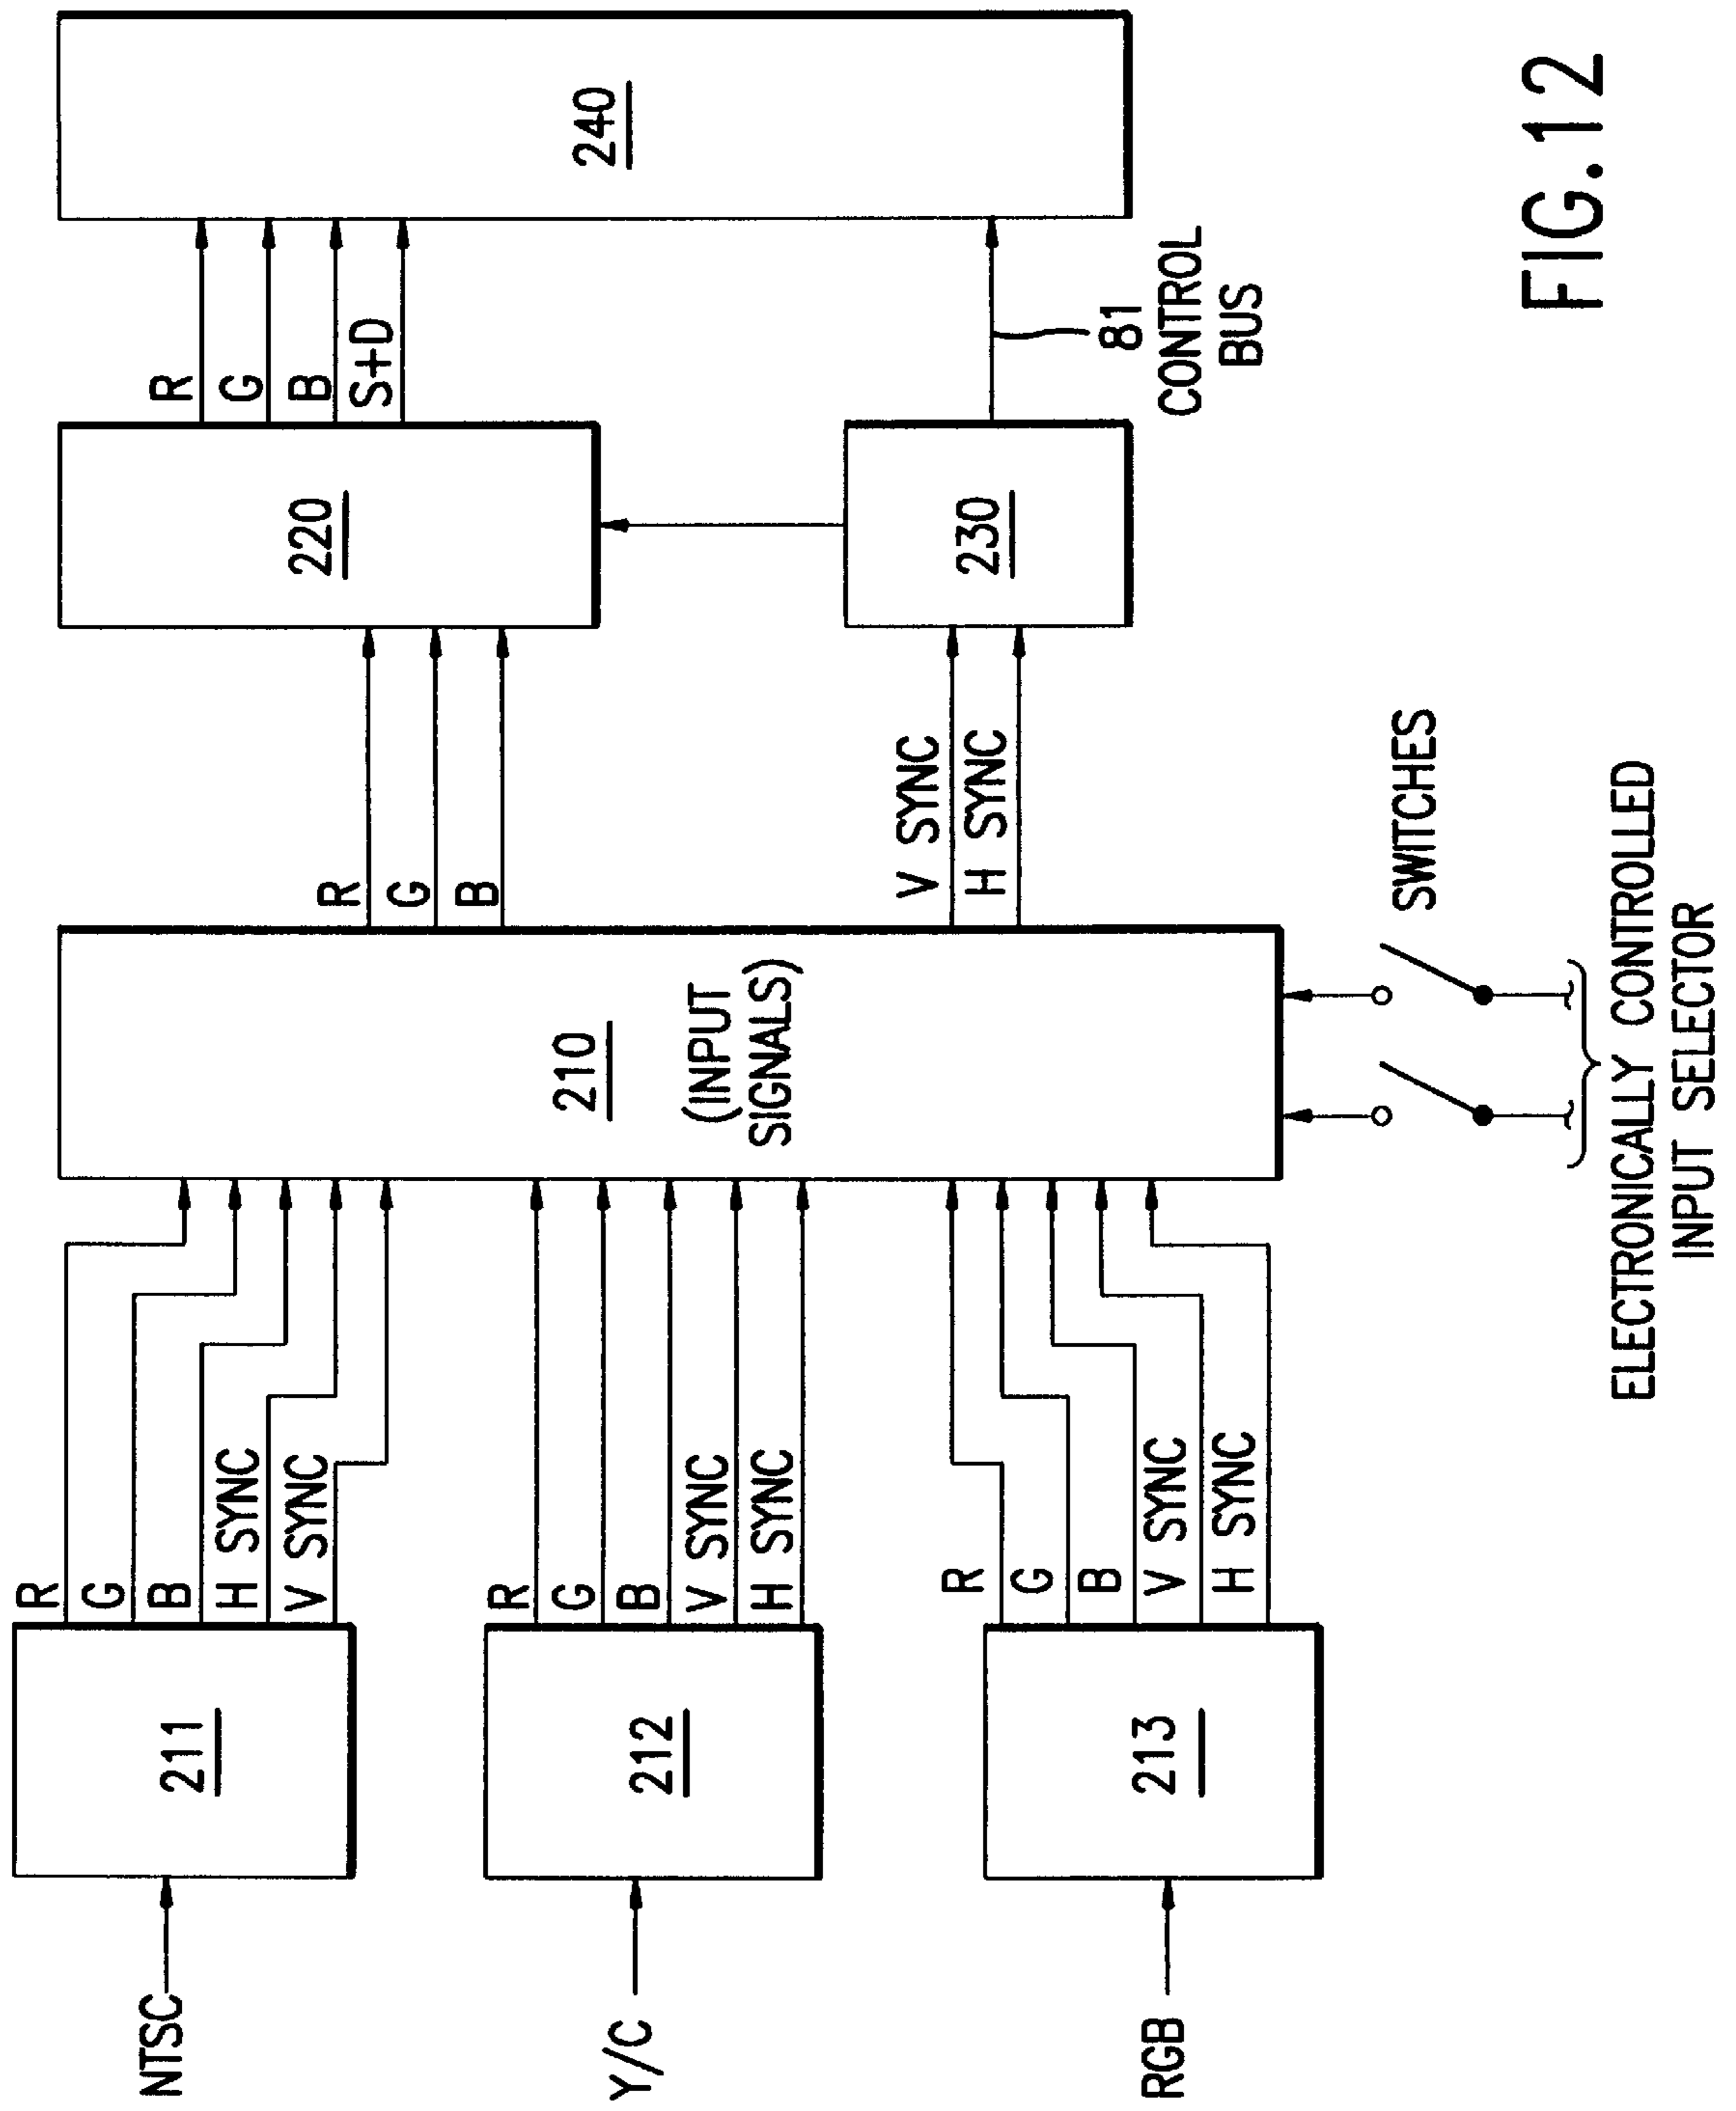 NTSC
Y/C
RGB
211
212
213
R
G
B
H SYNC
V SYNC
R
G
B
V SYNC
H SYNC
R
G
B
V SYNC
H SYNC
210
(INPUT
SIGNALS)
SWITCHES
ELECTRONICALLY CONTROLLED
INPUT SELECTOR
R
G
B
V SYNC
H SYNC
220
230
R
G
B
S+D
81
CONTROL
BUS
240
FIG.12